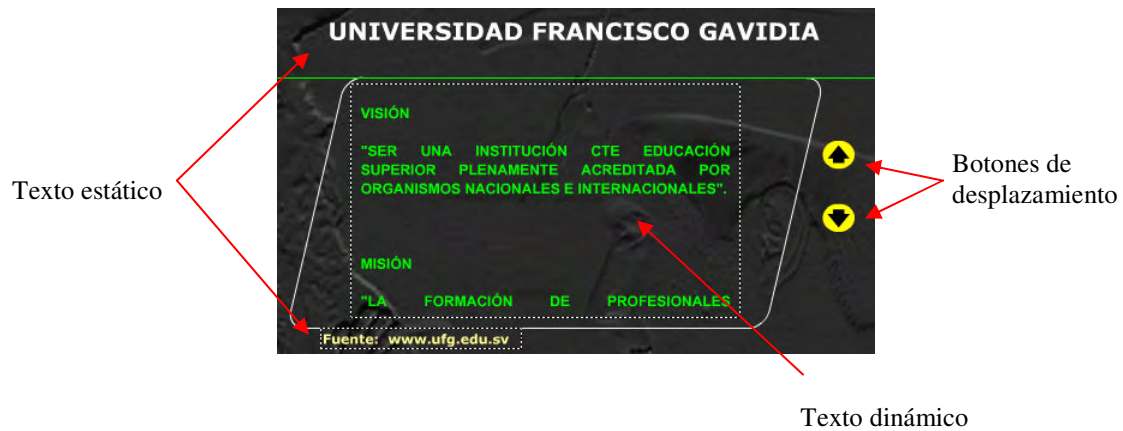 UNIVERSIDAD FRANCISCO GAVIDIA
VISIÓN
"SER UNA INSTITUCIÓN CTE EDUCACIÓN
SUPERIOR PLENAMENTE ACREDITADA POR
ORGANISMOS NACIONALES E INTERNACIONALES".
MISIÓN
"LA FORMACIÓN DE PROFESIONALES
Fuente: www.ufg.edu.sv
Texto estático
Botones de
desplazamiento
Texto dinámico